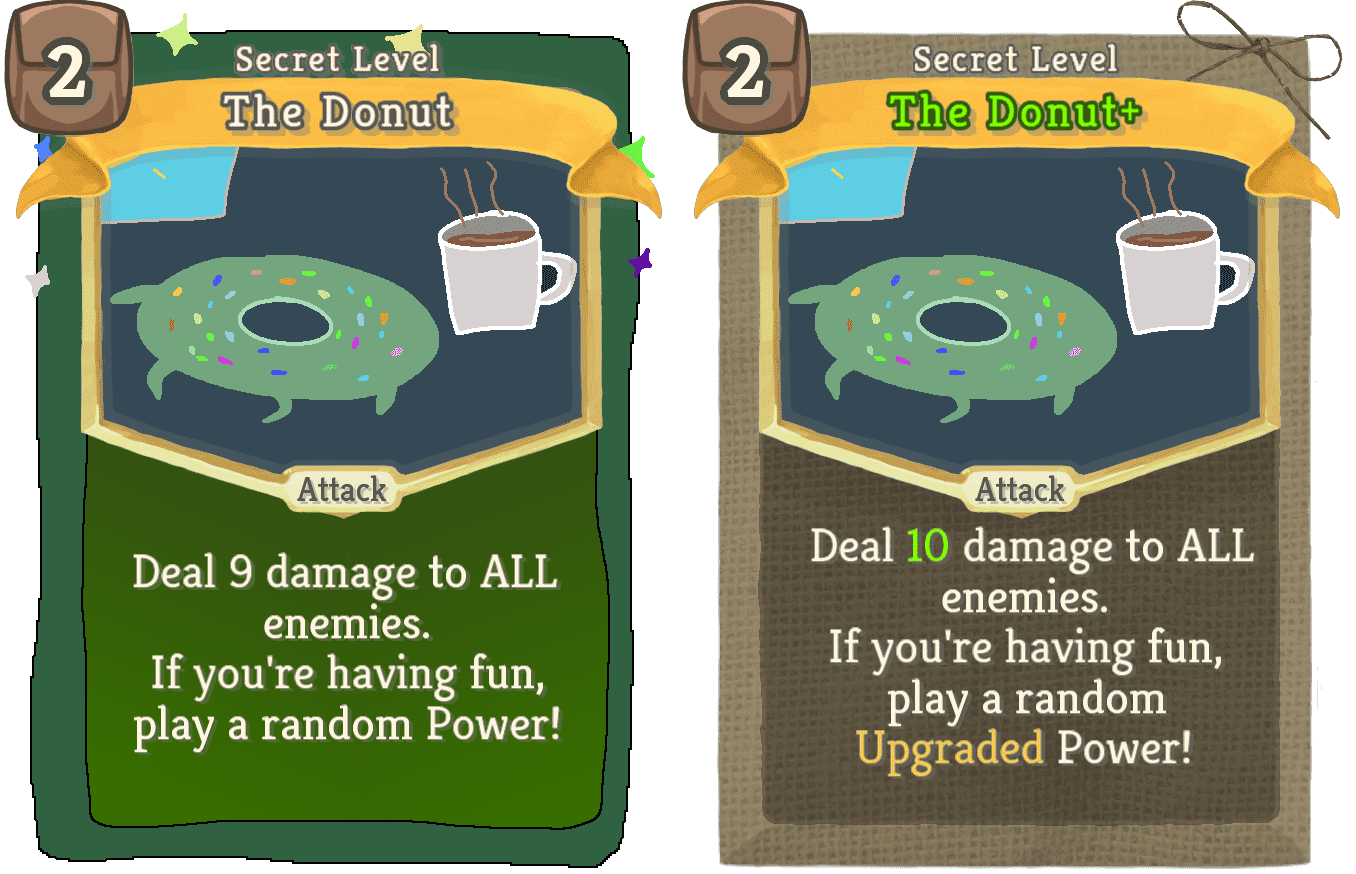 2
Secret Level
The Donut
Attack
Deal 9 damage to ALL
enemies.
If you're having fun,
play a random Power!
2
Secret Level
The Donut+
Attack
Deal 10 damage to ALL
enemies.
If you're having fun,
play a random
Upgraded Power!